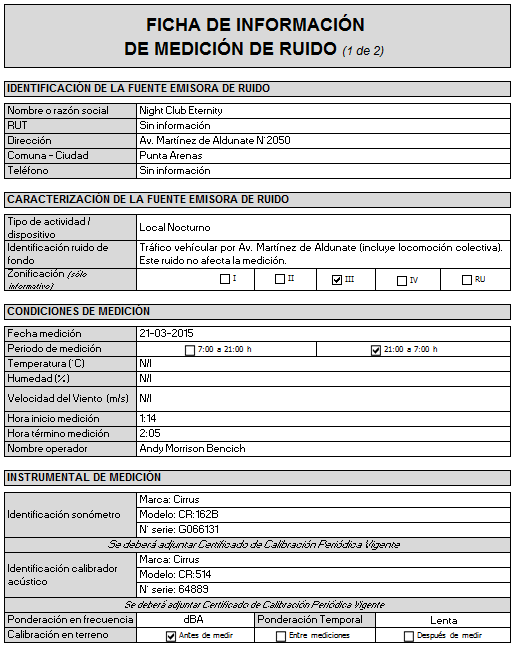 FICHA DE INFORMACIÓN
DE MEDICIÓN DE RUIDO (1 de 2)
IDENTIFICACIÓN DE LA FUENTE EMISORA DE RUIDO
Nombre o razón social Night Club Eternity
RUT Sin información
Dirección Av. Martínez de Aldunate N°2050
Comuna - Ciudad Punta Arenas
Teléfono Sin información
CARACTERIZACIÓN DE LA FUENTE EMISORA DE RUIDO
Tipo de actividad / dispositivo Local Nocturno
Identificación ruido de fondo Tráfico vehícular por Av. Martínez de Aldunate (incluye locomoción colectiva).
Este ruido no afecta la medición.
Zonificación (sólo informativo) ☐ I ☐ II ☑ III ☐ IV ☐ RU
CONDICIONES DE MEDICIÓN
Fecha medición 21-03-2015
Periodo de medición ☐ 7:00 a 21:00 h ☑ 21:00 a 7:00 h
Temperatura (°C) N/I
Humedad (%) N/I
Velocidad del Viento (m/s) N/I
Hora inicio medición 1:14
Hora término medición 2:05
Nombre operador Andy Morrison Bencich
INSTRUMENTAL DE MEDICIÓN
Identificación sonómetro Marca: Cirrus
Modelo: CR:162B
N° serie: G066131
Se deberá adjuntar Certificado de Calibración Periódica Vigente
Identificación calibrador acústico Marca: Cirrus
Modelo: CR:514
N° serie: 64889
Se deberá adjuntar Certificado de Calibración Periódica Vigente
Ponderación en frecuencia dBA Ponderación Temporal Lenta
Calibración en terreno ☑ Antes de medir ☐ Entre mediciones ☐ Después de medir